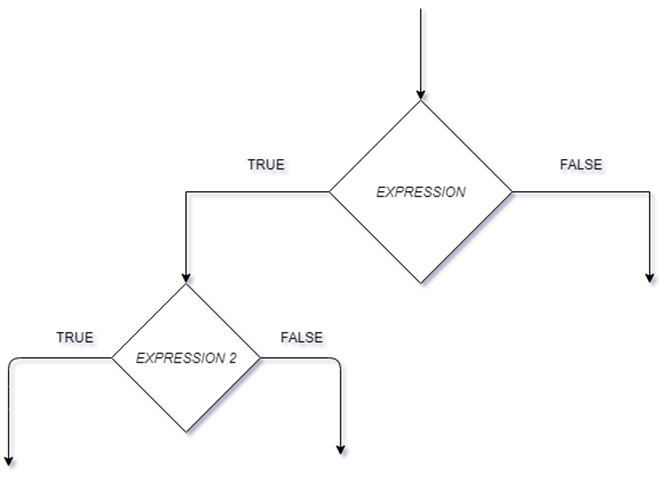 TRUE
FALSE
EXPRESSION
TRUE
FALSE
EXPRESSION 2